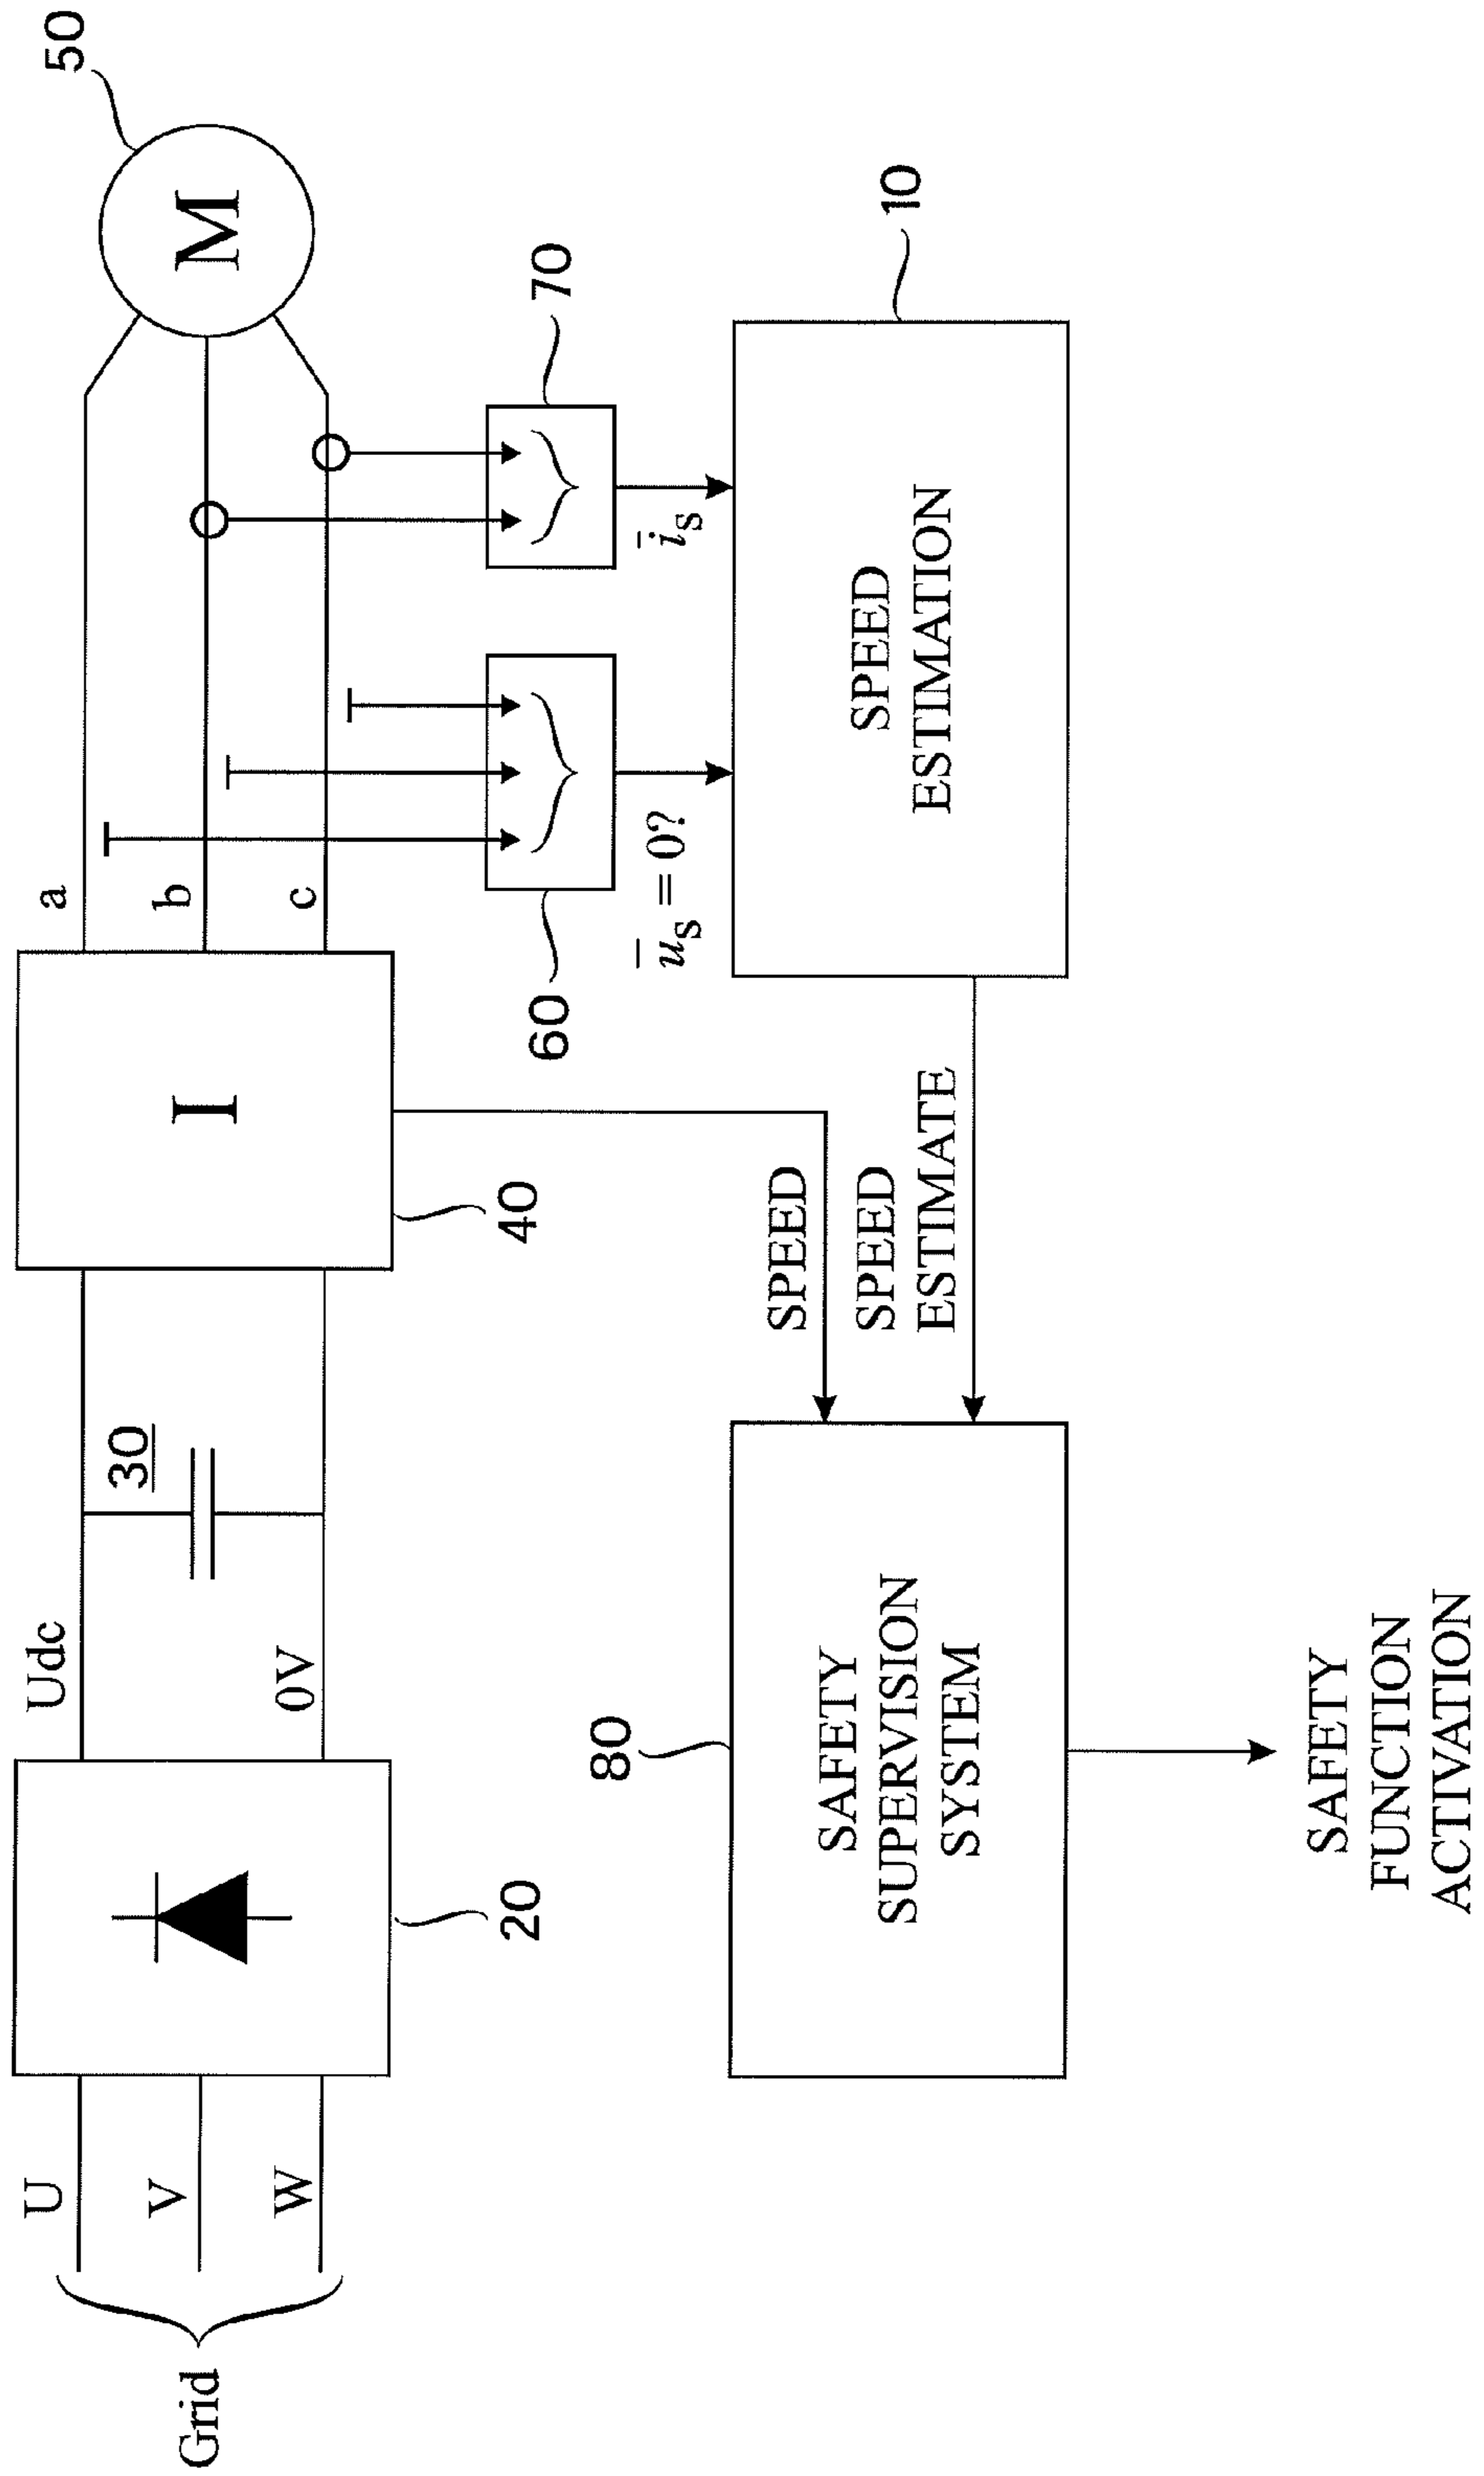 Grid
U
V
W
20
Udc
0V
30
I
40
a
b
c
M
50
60
70
u̅s = 0?
i̅s
SPEED
ESTIMATION
10
SPEED
SPEED
ESTIMATE
80
SAFETY
SUPERVISION
SYSTEM
SAFETY
FUNCTION
ACTIVATION